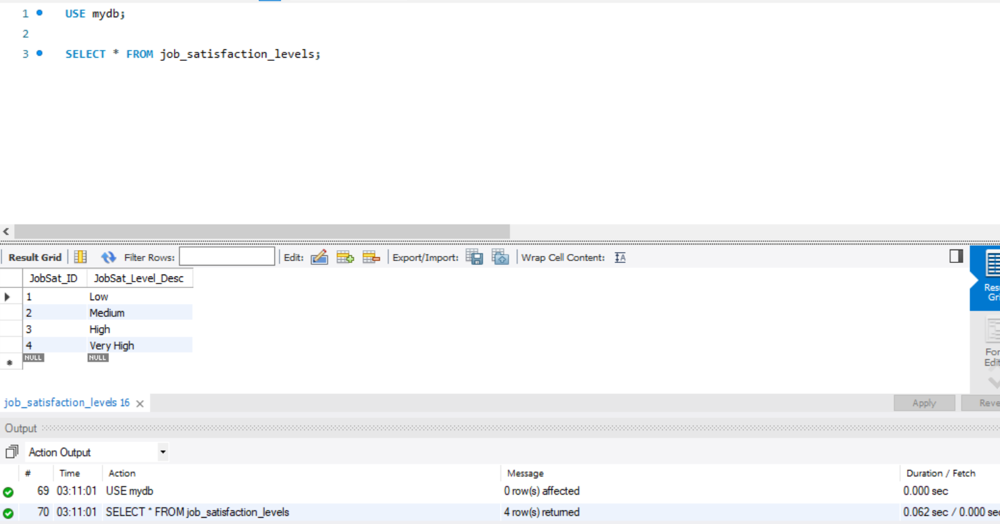 1 USE mydb;
2
3 SELECT * FROM job_satisfaction_levels;
Result Grid Filter Rows: Edit: Export/Import: Wrap Cell Content:
JobSat_ID JobSat_Level_Desc
1 Low
2 Medium
3 High
4 Very High
NULL NULL
Resu
Gri
For
Edit
job_satisfaction_levels 16
Apply Reve
Output
Action Output
# Time Action Message Duration / Fetch
69 03:11:01 USE mydb 0 row(s) affected 0.000 sec
70 03:11:01 SELECT * FROM job_satisfaction_levels 4 row(s) returned 0.062 sec / 0.000 sec